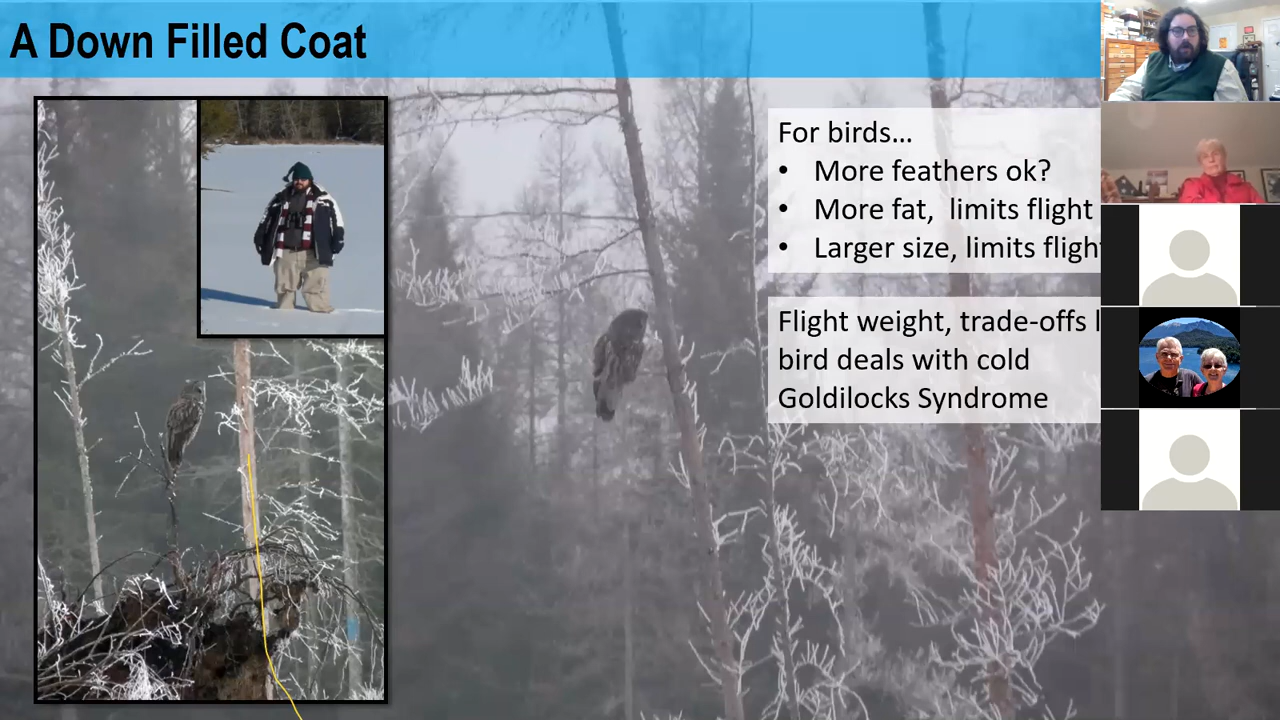 A Down Filled Coat
For birds…
• More feathers ok?
• More fat, limits flight
• Larger size, limits flight
Flight weight, trade-offs
bird deals with cold
Goldilocks Syndrome